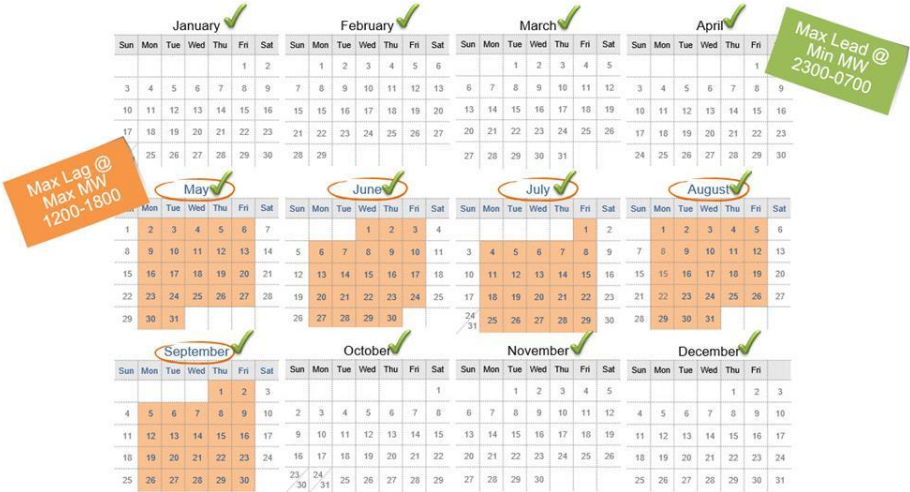 January
Sun Mon Tue Wed Thu Fri Sat
1 2
3 4 5 6 7 8 9
10 11 12 13 14 15 16
17 18 19 20 21 22 23
25 26 27 28 29 30
February
Sun Mon Tue Wed Thu Fri Sat
1 2 3 4 5 6
7 8 9 10 11 12 13
14 15 16 17 18 19 20
21 22 23 24 25 26 27
28 29
March
Sun Mon Tue Wed Thu Fri Sat
1 2 3 4 5
6 7 8 9 10 11 12
13 14 15 16 17 18 19
20 21 22 23 24 25 26
27 28 29 30 31
April
Sun Mon Tue Wed Thu Fri
1
3 4 5 6 7 8 9
10 11 12 13 14 15 16
17 18 19 20 21 22 23
24 25 26 27 28 29 30
Max Lead @
Min MW
2300-0700
Max Lag @
Max MW
1200-1800
May
Mon Tue Wed Thu Fri Sat
1 2 3 4 5 6 7
8 9 10 11 12 13 14
15 16 17 18 19 20 21
22 23 24 25 26 27 28
29 30 31
June
Sun Mon Tue Wed Thu Fri Sat
1 2 3 4
5 6 7 8 9 10 11
12 13 14 15 16 17 18
19 20 21 22 23 24 25
26 27 28 29 30
July
Sun Mon Tue Wed Thu Fri Sat
1 2
3 4 5 6 7 8 9
10 11 12 13 14 15 16
17 18 19 20 21 22 23
24/31 25 26 27 28 29 30
August
Sun Mon Tue Wed Thu Fri Sat
1 2 3 4 5 6
7 8 9 10 11 12 13
14 15 16 17 18 19 20
21 22 23 24 25 26 27
28 29 30 31
September
Sun Mon Tue Wed Thu Fri Sat
1 2 3
4 5 6 7 8 9 10
11 12 13 14 15 16 17
18 19 20 21 22 23 24
25 26 27 28 29 30
October
Sun Mon Tue Wed Thu Fri Sat
1
2 3 4 5 6 7 8
9 10 11 12 13 14 15
16 17 18 19 20 21 22
23/30 24/31 25 26 27 28 29
November
Sun Mon Tue Wed Thu Fri Sat
1 2 3 4 5
6 7 8 9 10 11 12
13 14 15 16 17 18 19
20 21 22 23 24 25 26
27 28 29 30
December
Sun Mon Tue Wed Thu Fri
1 2 3
4 5 6 7 8 9 10
11 12 13 14 15 16 17
18 19 20 21 22 23 24
25 26 27 28 29 30 31